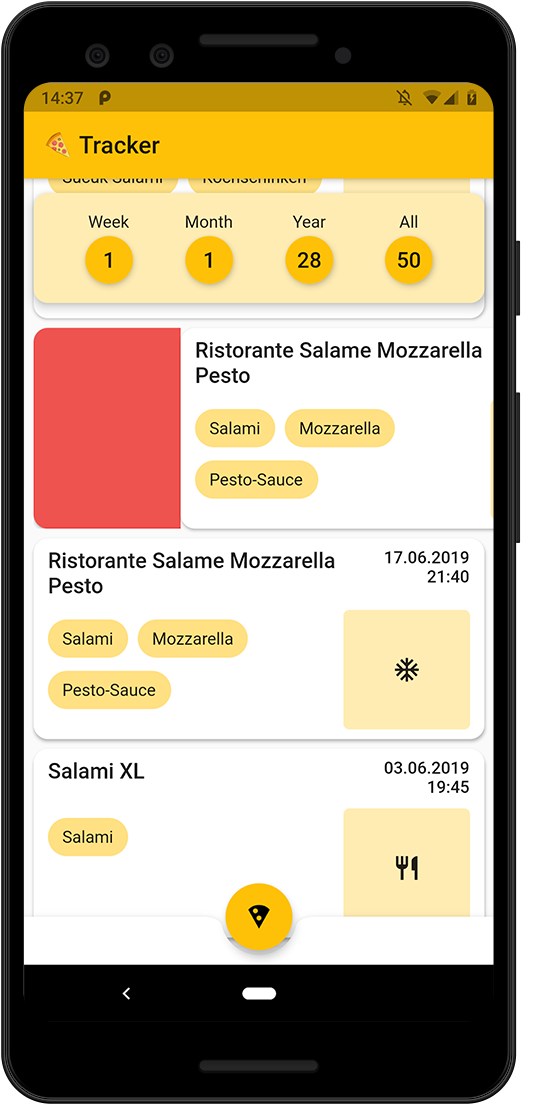 14:37
Tracker
Sucuk Salami Kochschinken
Week Month Year All
1 1 28 50
Ristorante Salame Mozzarella
Pesto
Salami Mozzarella
Pesto-Sauce
Ristorante Salame Mozzarella 17.06.2019
Pesto 21:40
Salami Mozzarella
Pesto-Sauce
Salami XL 03.06.2019
19:45
Salami